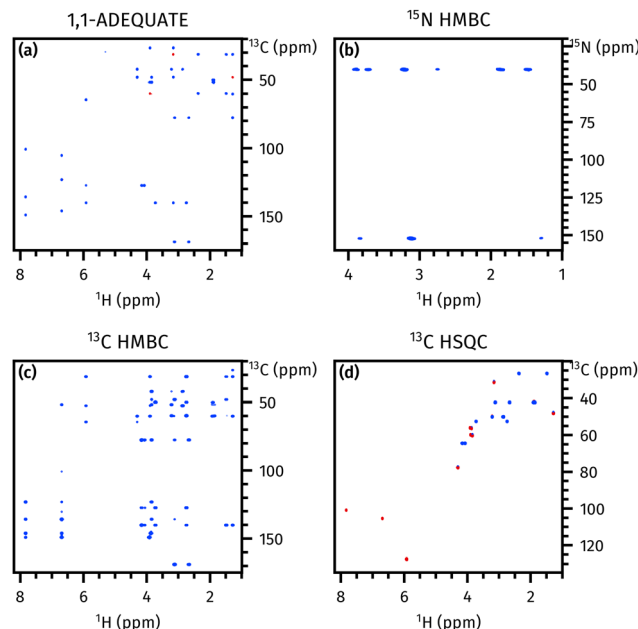 1,1-ADEQUATE
¹⁵N HMBC
(a)
¹³C (ppm)
50
100
150
8 6 4 2
¹H (ppm)
(b)
¹⁵N (ppm)
50
75
100
125
150
4 3 2 1
¹H (ppm)
¹³C HMBC
¹³C HSQC
(c)
¹³C (ppm)
50
100
150
8 6 4 2
¹H (ppm)
(d)
¹³C (ppm)
40
60
80
100
120
8 6 4 2
¹H (ppm)